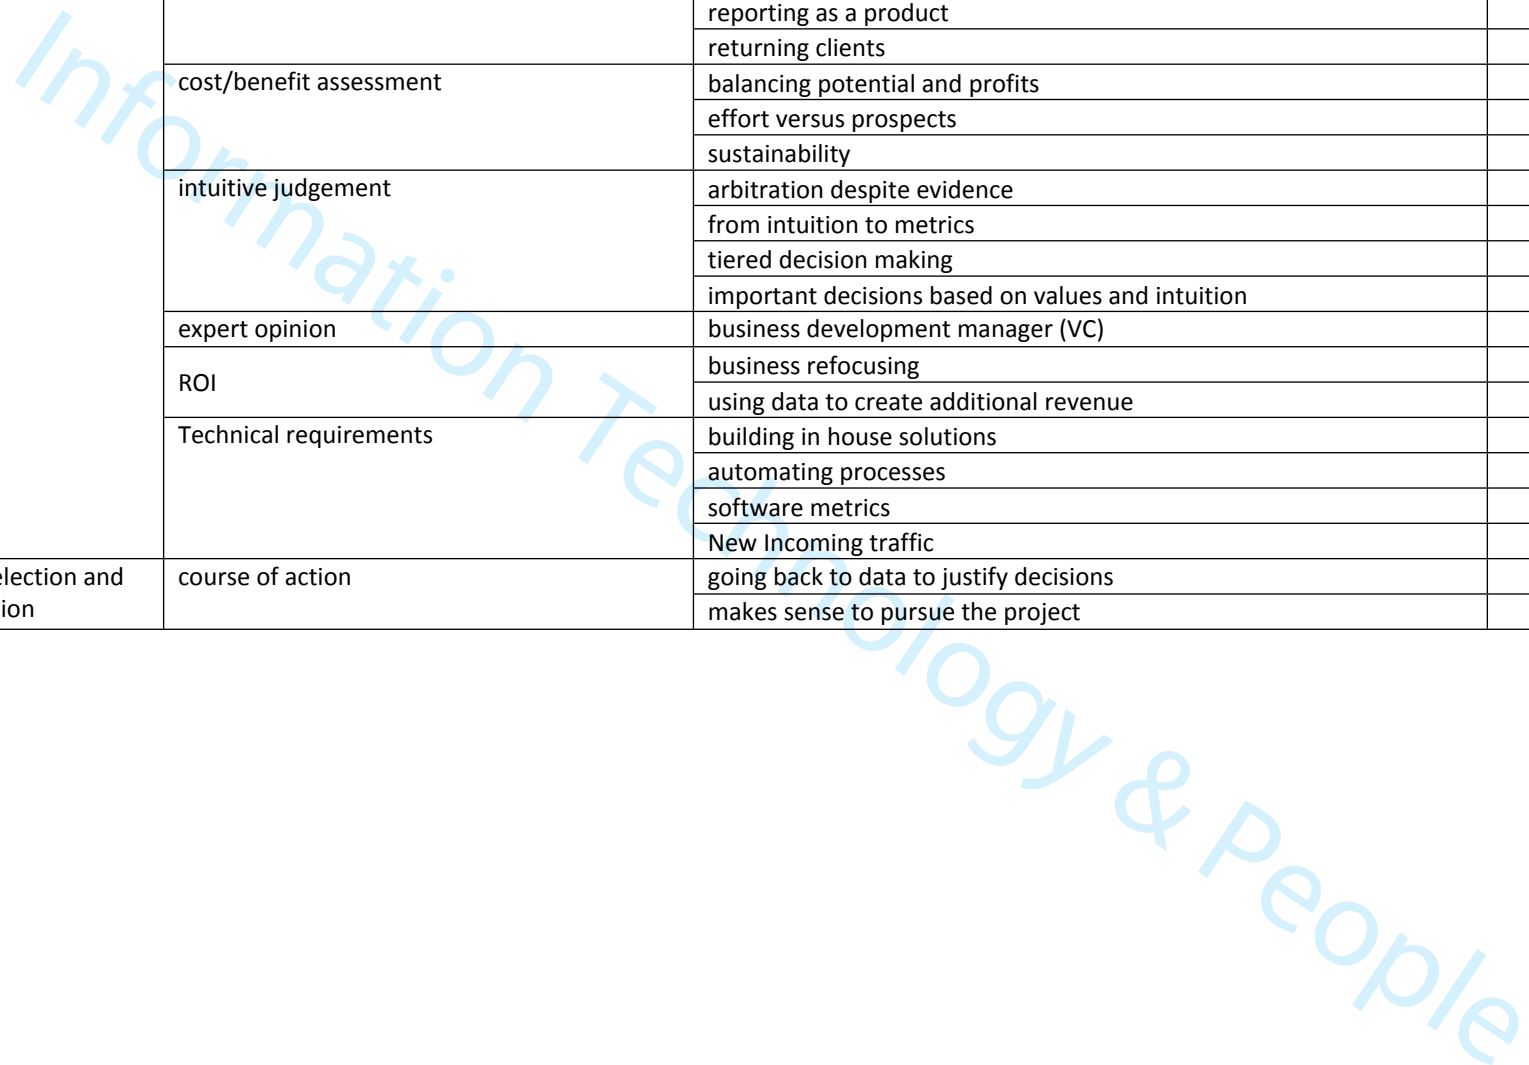 reporting as a product
returning clients
cost/benefit assessment
balancing potential and profits
effort versus prospects
sustainability
intuitive judgement
arbitration despite evidence
from intuition to metrics
tiered decision making
important decisions based on values and intuition
expert opinion
business development manager (VC)
ROI
business refocusing
using data to create additional revenue
Technical requirements
building in house solutions
automating processes
software metrics
New Incoming traffic
election and
ion
course of action
going back to data to justify decisions
makes sense to pursue the project
Information Technology & People